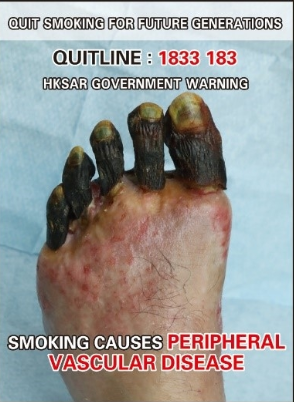 QUIT SMOKING FOR FUTURE GENERATIONS
QUITLINE : 1833 183
HKSAR GOVERNMENT WARNING
SMOKING CAUSES PERIPHERAL
VASCULAR DISEASE